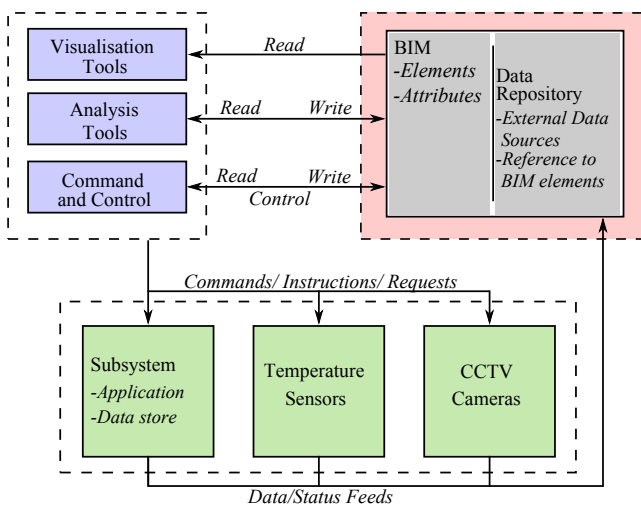 Visualisation
Tools
Analysis
Tools
Command
and Control
Read
Read Write
Read Write
Control
BIM
-Elements
-Attributes
Data
Repository
-External Data
Sources
-Reference to
BIM elements
Commands/ Instructions/ Requests
Subsystem
-Application
-Data store
Temperature
Sensors
CCTV
Cameras
Data/Status Feeds